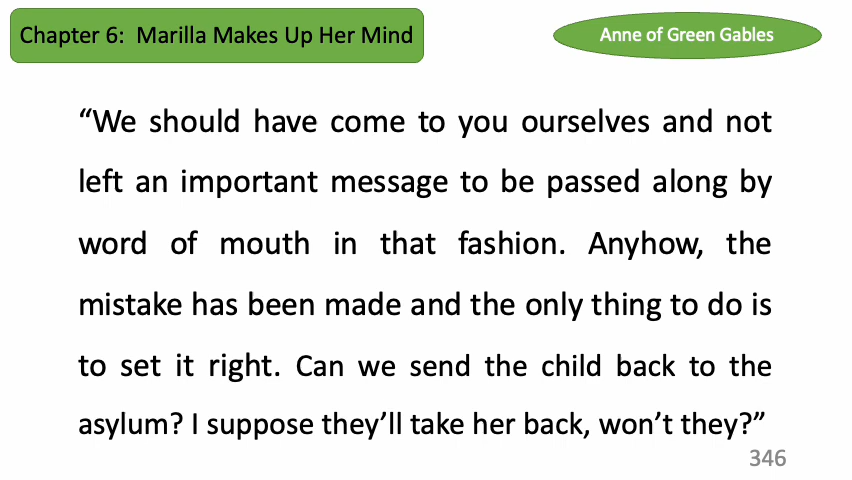 Chapter 6:  Marilla Makes Up Her Mind
Anne of Green Gables
“We should have come to you ourselves and not
left an important message to be passed along by
word of mouth in that fashion. Anyhow, the
mistake has been made and the only thing to do is
to set it right. Can we send the child back to the
asylum? I suppose they’ll take her back, won’t they?”
346